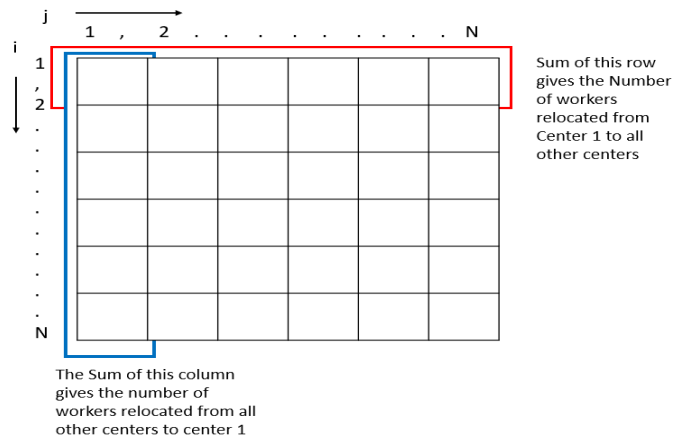 j
1 , 2 . . . . . . . . N
i
1
,
2
.
.
.
.
.
.
.
.
.
N
Sum of this row
gives the Number
of workers
relocated from
Center 1 to all
other centers
The Sum of this column
gives the number of
workers relocated from all
other centers to center 1